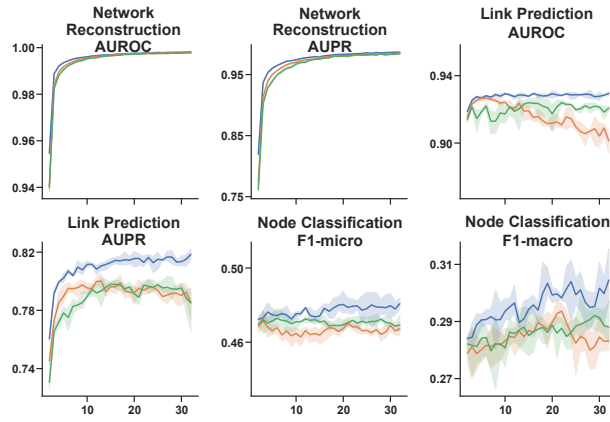 Network
Reconstruction
AUROC
1.00
0.98
0.96
0.94
Network
Reconstruction
AUPR
0.95
0.85
0.75
Link Prediction
AUROC
0.94
0.90
Link Prediction
AUPR
0.82
0.78
0.74
10 20 30
Node Classification
F1-micro
0.50
0.46
10 20 30
Node Classification
F1-macro
0.31
0.29
0.27
10 20 30